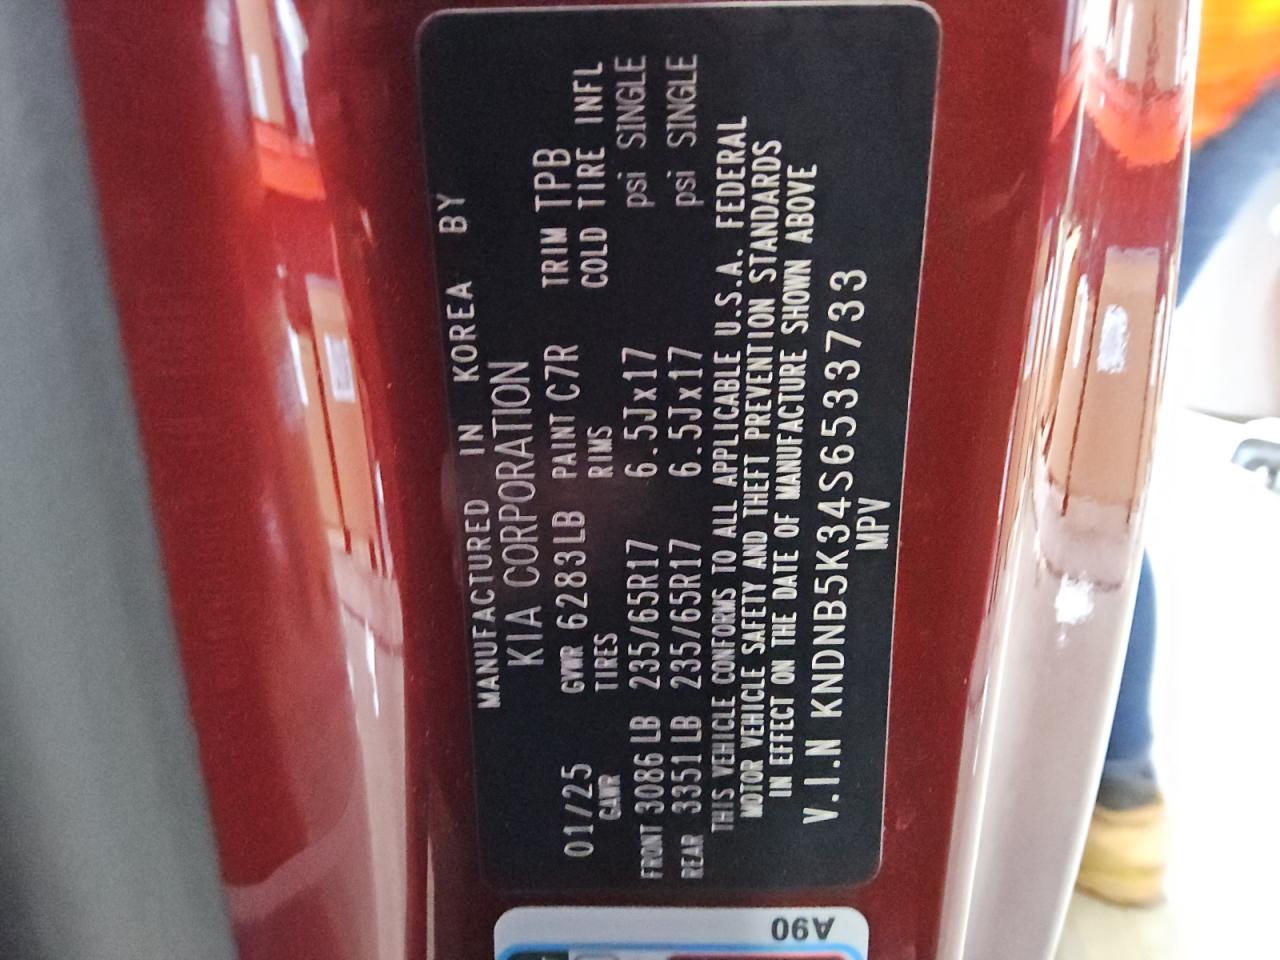 MANUFACTURED IN KOREA BY
KIA CORPORATION
01/25 GVWR 6283LB PAINT C7R TRIM TPB
GAWR TIRES RIMS COLD TIRE INFL
FRONT 3086 LB 235/65R17 6.5Jx17 psi SINGLE
REAR 3351 LB 235/65R17 6.5Jx17 psi SINGLE
THIS VEHICLE CONFORMS TO ALL APPLICABLE U.S.A. FEDERAL
MOTOR VEHICLE SAFETY AND THEFT PREVENTION STANDARDS
IN EFFECT ON THE DATE OF MANUFACTURE SHOWN ABOVE
V.I.N KNDNB5K34S6533733
MPV
A90